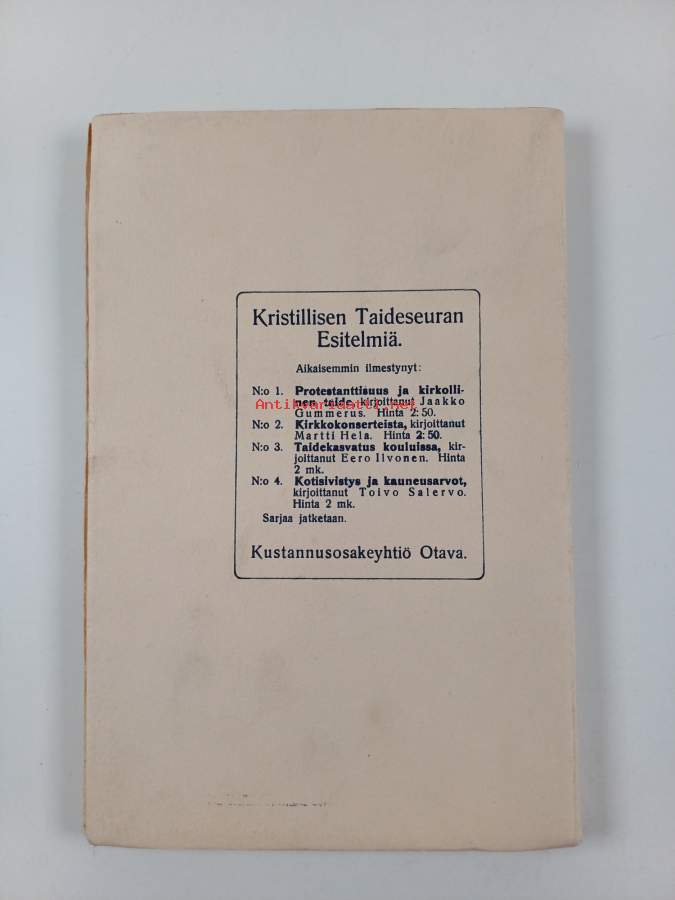 Kristillisen Taideseuran
Esitelmiä.
Aikaisemmin ilmestynyt:
N:o 1. Protestanttisuus ja kirkolli-
nen taide, kirjoittanut Jaakko
Gummerus. Hinta 2:50.
N:o 2. Kirkkokonserteista, kirjoittanut
Martti Hela. Hinta 2:50.
N:o 3. Taidekasvatus kouluissa, kir-
joittanut Eero Ilvonen. Hinta
2 mk.
N:o 4. Kotisivistys ja kauneusarvot,
kirjoittanut Toivo Salervo.
Hinta 2 mk.
Sarjaa jatketaan.
Kustannusosakeyhtiö Otava.
Antikvariaatti.net